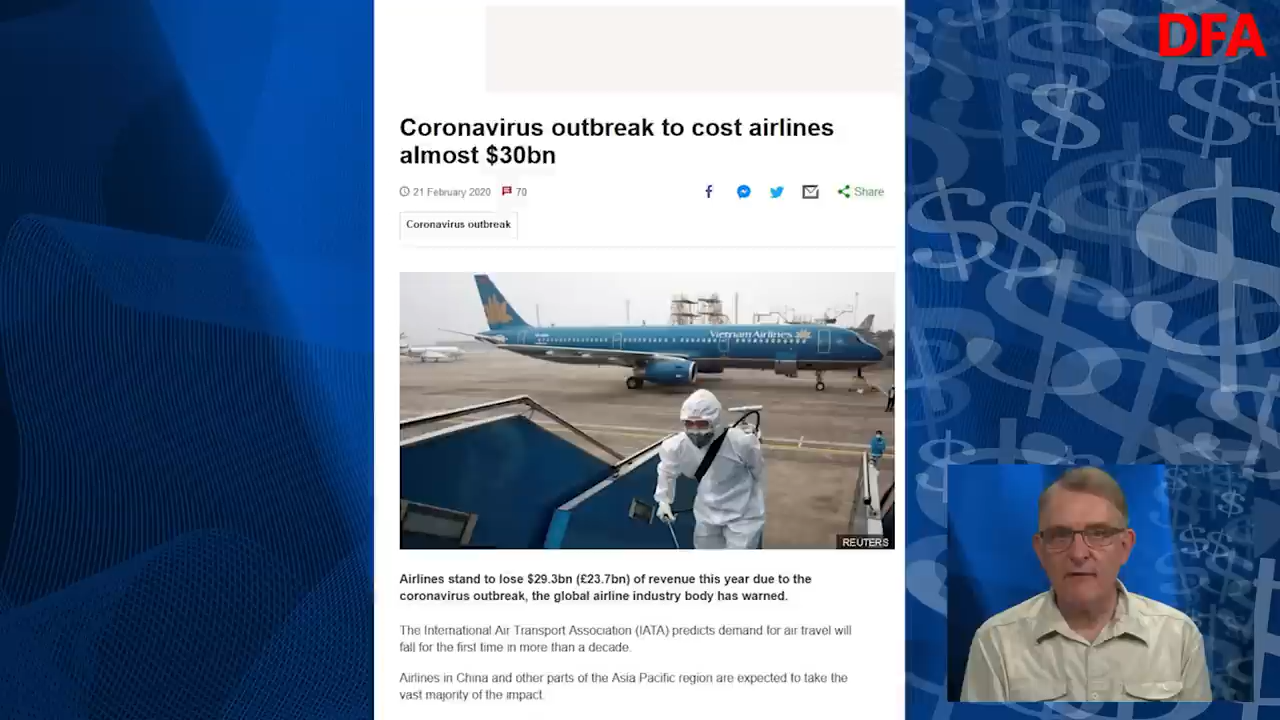 DFA
Coronavirus outbreak to cost airlines
almost $30bn
21 February 2020 70
Share
Coronavirus outbreak
Vietnam Airlines
REUTERS
Airlines stand to lose $29.3bn (£23.7bn) of revenue this year due to the
coronavirus outbreak, the global airline industry body has warned.
The International Air Transport Association (IATA) predicts demand for air travel will
fall for the first time in more than a decade.
Airlines in China and other parts of the Asia Pacific region are expected to take the
vast majority of the impact.